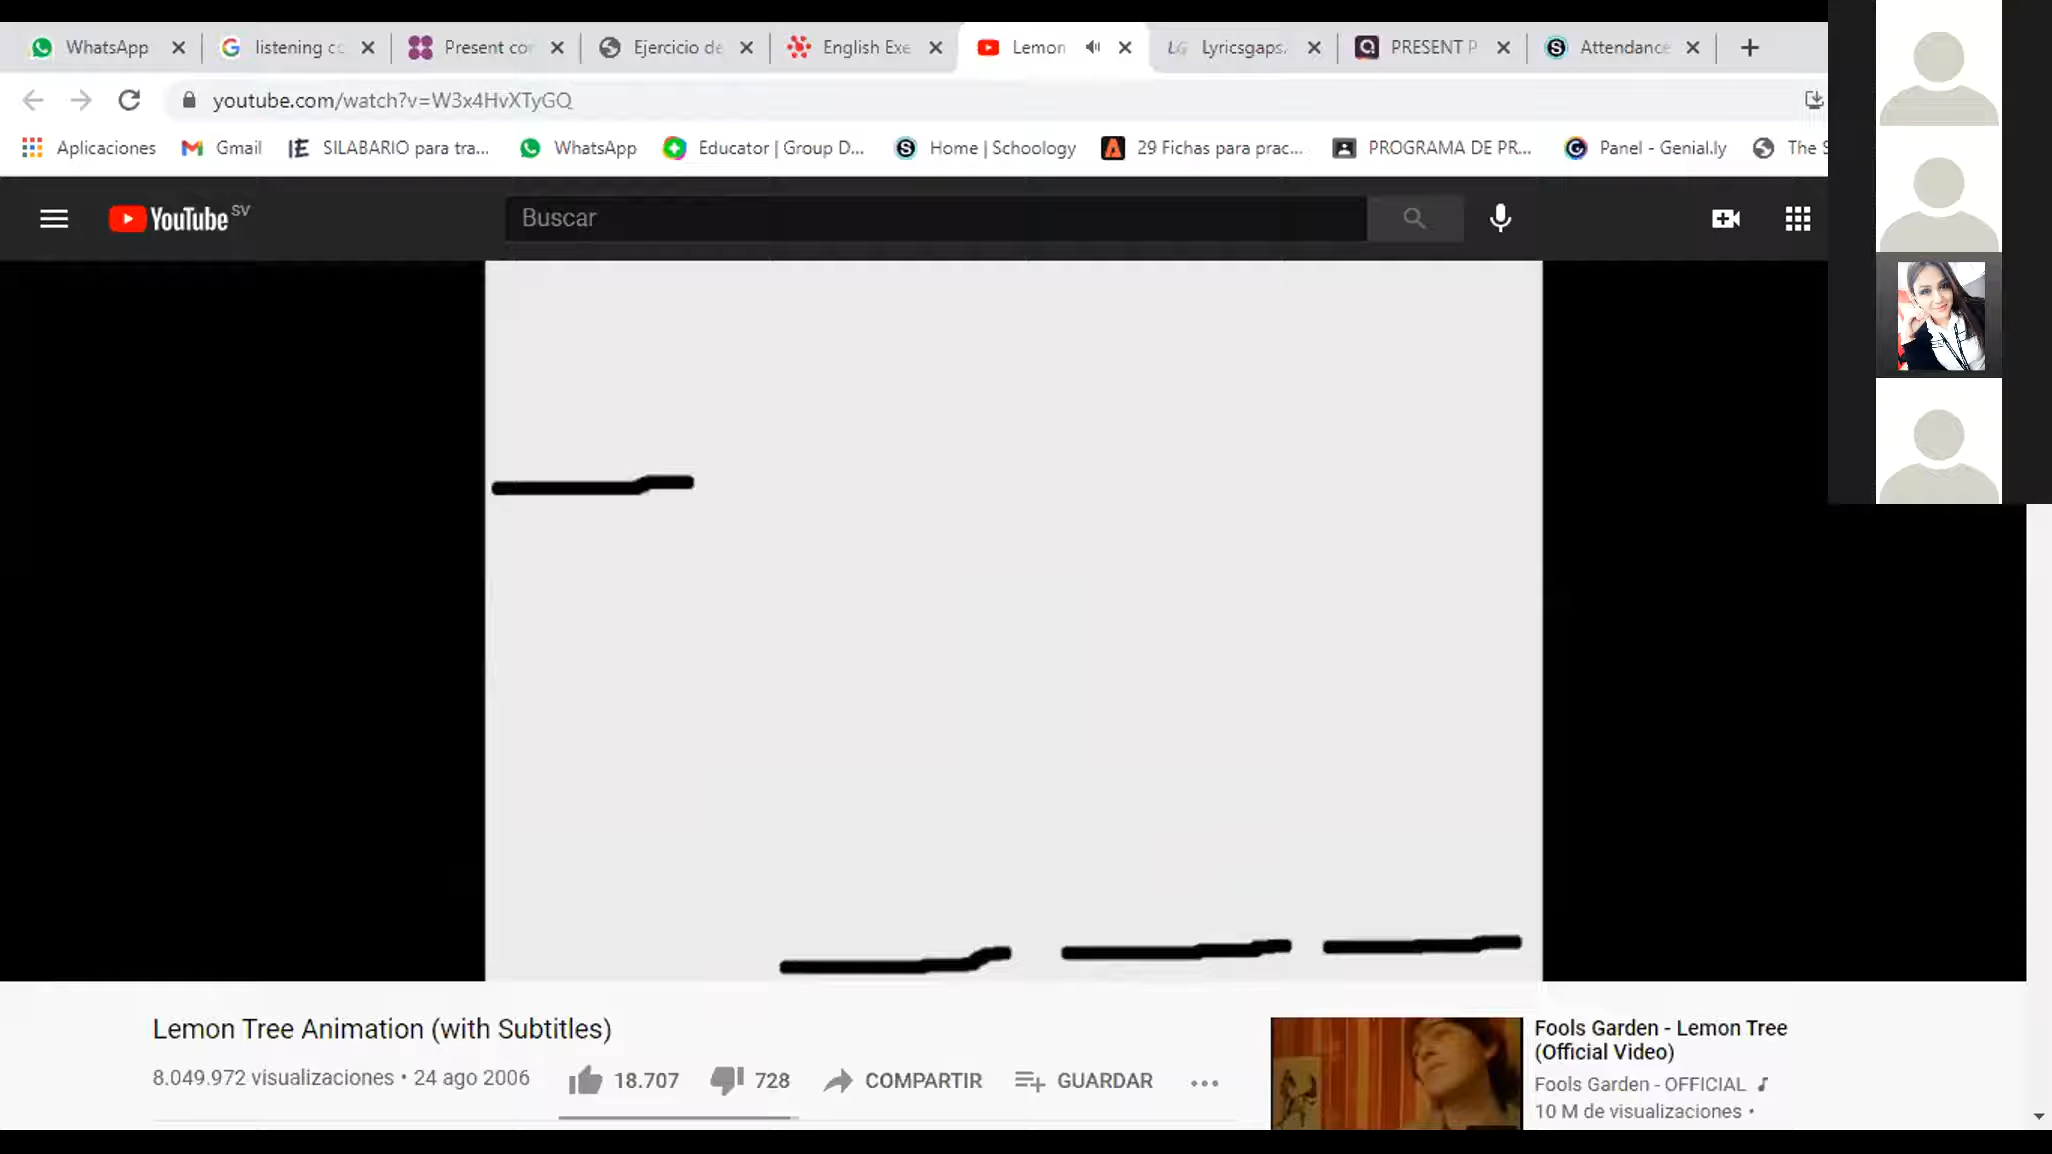 WhatsApp
listening co
Present co
Ejercicio de
English Exe
Lemon
LG Lyricsgaps.
PRESENT P
Attendance
youtube.com/watch?v=W3x4HvXTyGQ
Aplicaciones
Gmail
SILABARIO para tra...
WhatsApp
Educator | Group D...
Home | Schoology
29 Fichas para prac...
PROGRAMA DE PR...
Panel - Genial.ly
The S
YouTube SV
Buscar
Lemon Tree Animation (with Subtitles)
8.049.972 visualizaciones • 24 ago 2006
18.707
728
COMPARTIR
GUARDAR
Fools Garden - Lemon Tree
(Official Video)
Fools Garden - OFFICIAL
10 M de visualizaciones •